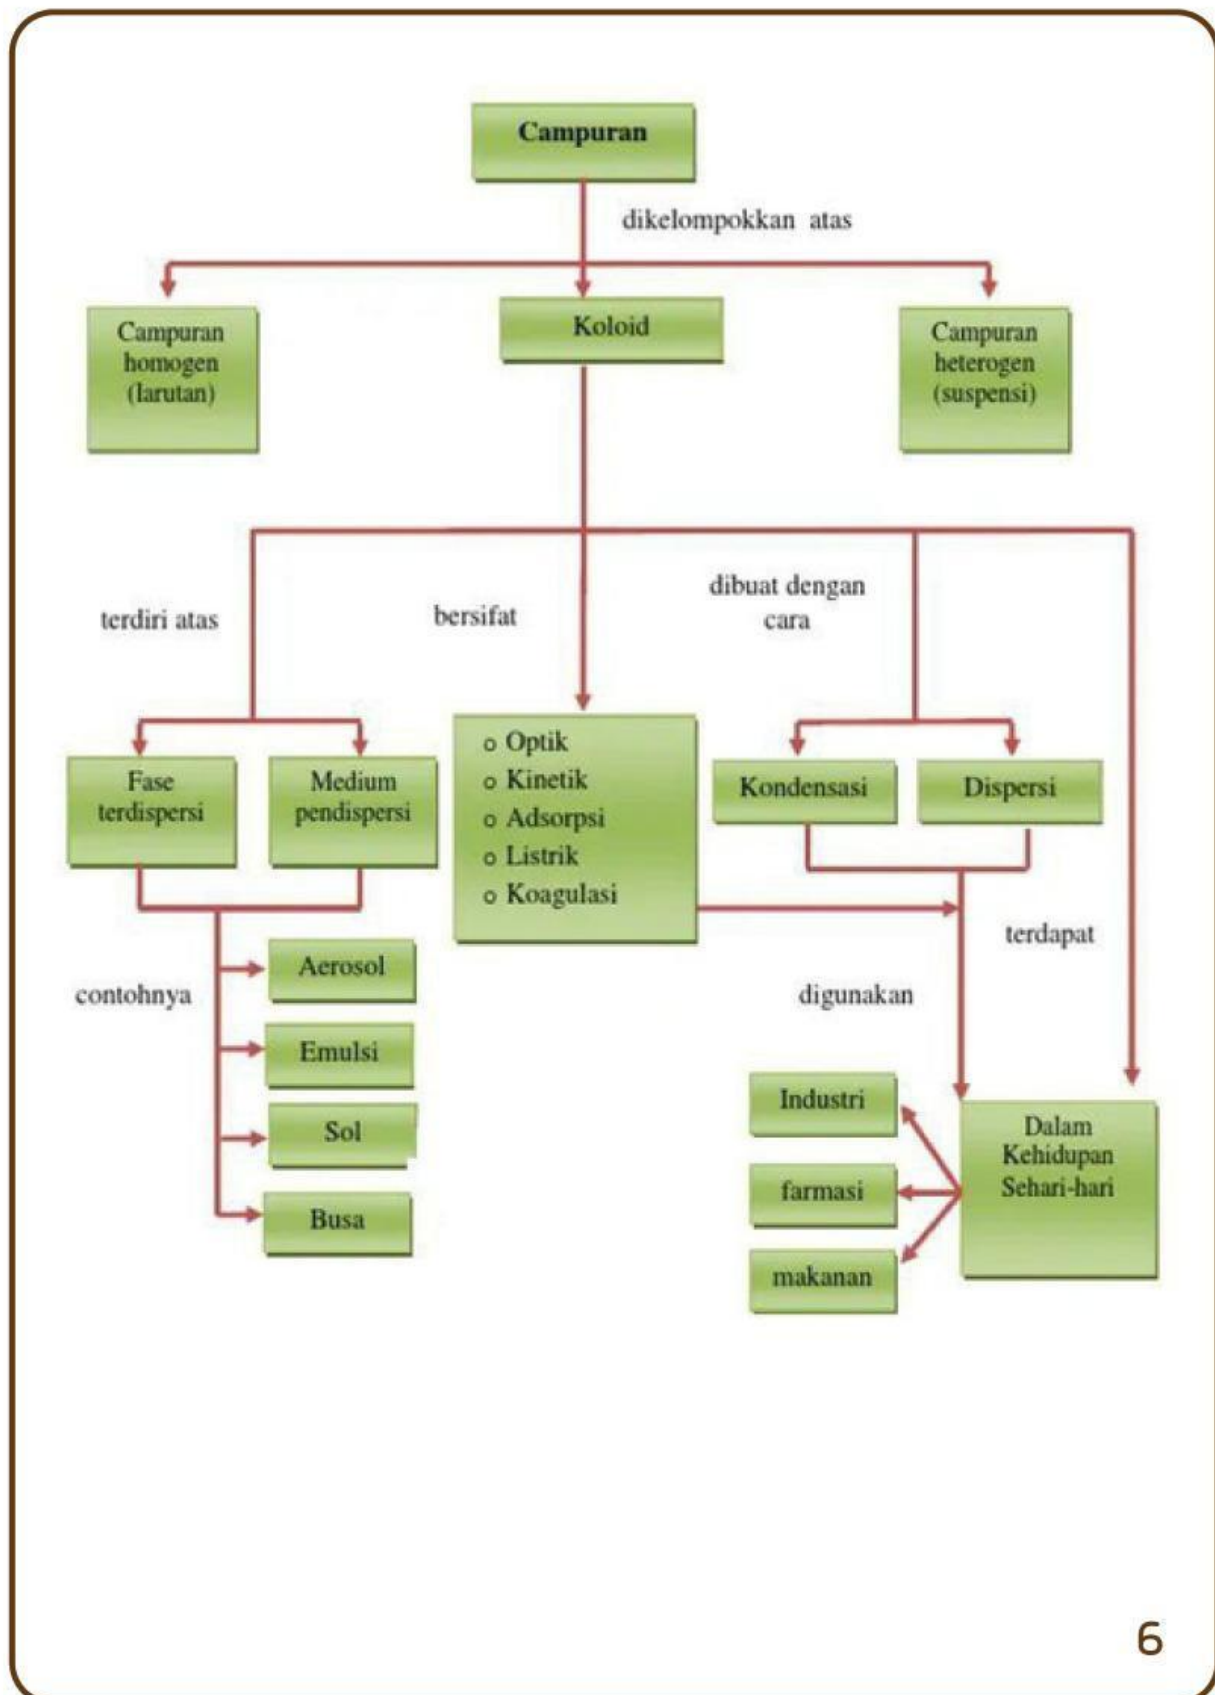 Campuran
dikelompokkan atas
Campuran
homogen
(larutan)
Koloid
Campuran
heterogen
(suspensi)
terdiri atas
bersifat
dibuat dengan
cara
Fase
terdispersi
Medium
pendispersi
o Optik
o Kinetik
o Adsorpsi
o Listrik
o Koagulasi
Kondensasi
Dispersi
contohnya
Aerosol
Emulsi
Sol
Busa
digunakan
terdapat
Industri
farmasi
makanan
Dalam
Kehidupan
Sehari-hari
6